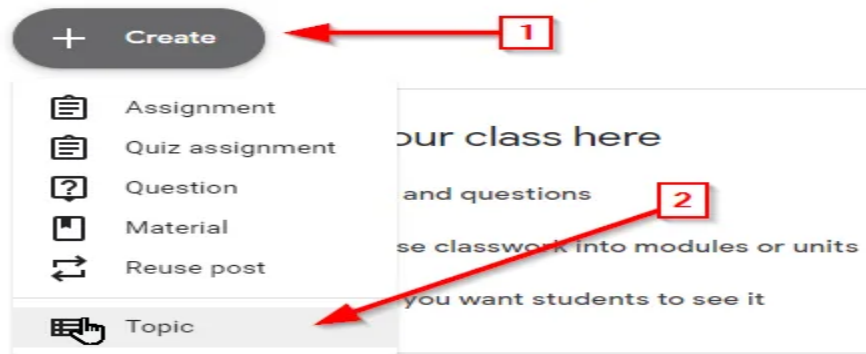 Create
1
Assignment
Quiz assignment
our class here
Question
and questions
2
Material
se classwork into modules or units
Reuse post
you want students to see it
Topic